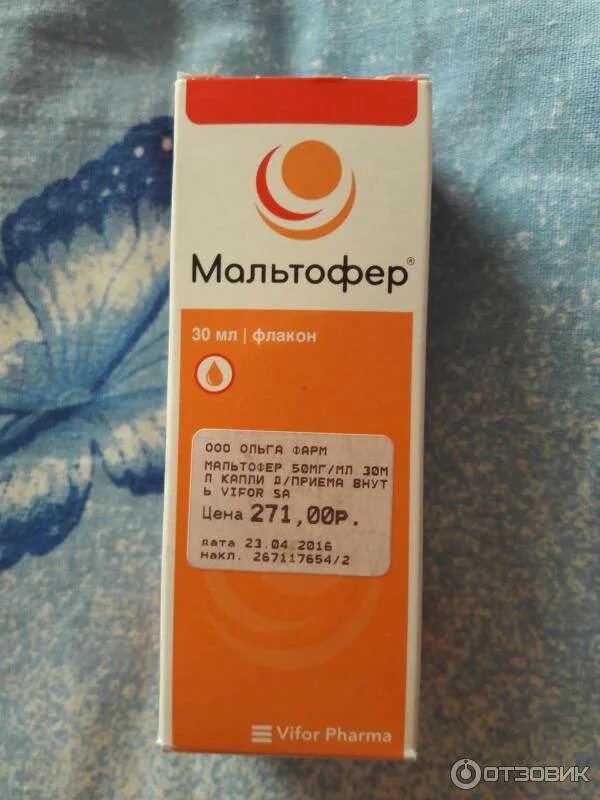 Мальтофер®
30 мл | флакон
ООО ОЛЬГА ФАРМ
МАЛЬТОФЕР 50МГ/МЛ 30М
Л КАПЛИ Д/ПРИЕМА ВНУТ
Ь VIFOR SA
Цена 271,00р.
дата 23.04.2016
накл. 267117654/2
Vifor Pharma
ОТЗОВИК